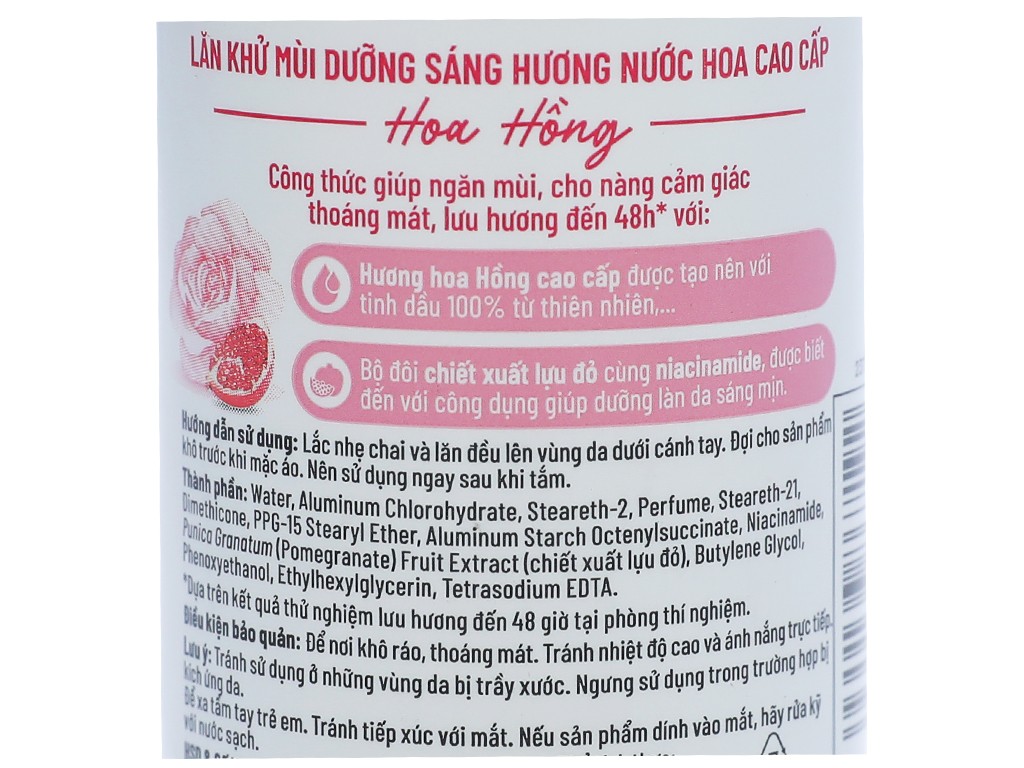 LĂN KHỬ MÙI DƯỠNG SÁNG HƯƠNG NƯỚC HOA CAO CẤP
Hoa Hồng
Công thức giúp ngăn mùi, cho nàng cảm giác
thoáng mát, lưu hương đến 48h* với:
Hương hoa Hồng cao cấp được tạo nên với
tinh dầu 100% từ thiên nhiên,...
Bộ đôi chiết xuất lựu đỏ cùng niacinamide, được biết
đến với công dụng giúp dưỡng làn da sáng mịn.
Hướng dẫn sử dụng: Lắc nhẹ chai và lăn đều lên vùng da dưới cánh tay. Đợi cho sản phẩm
khô trước khi mặc áo. Nên sử dụng ngay sau khi tắm.
Thành phần: Water, Aluminum Chlorohydrate, Steareth-2, Perfume, Steareth-21,
Dimethicone, PPG-15 Stearyl Ether, Aluminum Starch Octenylsuccinate, Niacinamide,
Punica Granatum (Pomegranate) Fruit Extract (chiết xuất lựu đỏ), Butylene Glycol,
Phenoxyethanol, Ethylhexylglycerin, Tetrasodium EDTA.
*Dựa trên kết quả thử nghiệm lưu hương đến 48 giờ tại phòng thí nghiệm.
Điều kiện bảo quản: Để nơi khô ráo, thoáng mát. Tránh nhiệt độ cao và ánh nắng trực tiếp.
Lưu ý: Tránh sử dụng ở những vùng da bị trầy xước. Ngưng sử dụng trong trường hợp bị
kích ứng da.
Để xa tầm tay trẻ em. Tránh tiếp xúc với mắt. Nếu sản phẩm dính vào mắt, hãy rửa kỹ
với nước sạch.